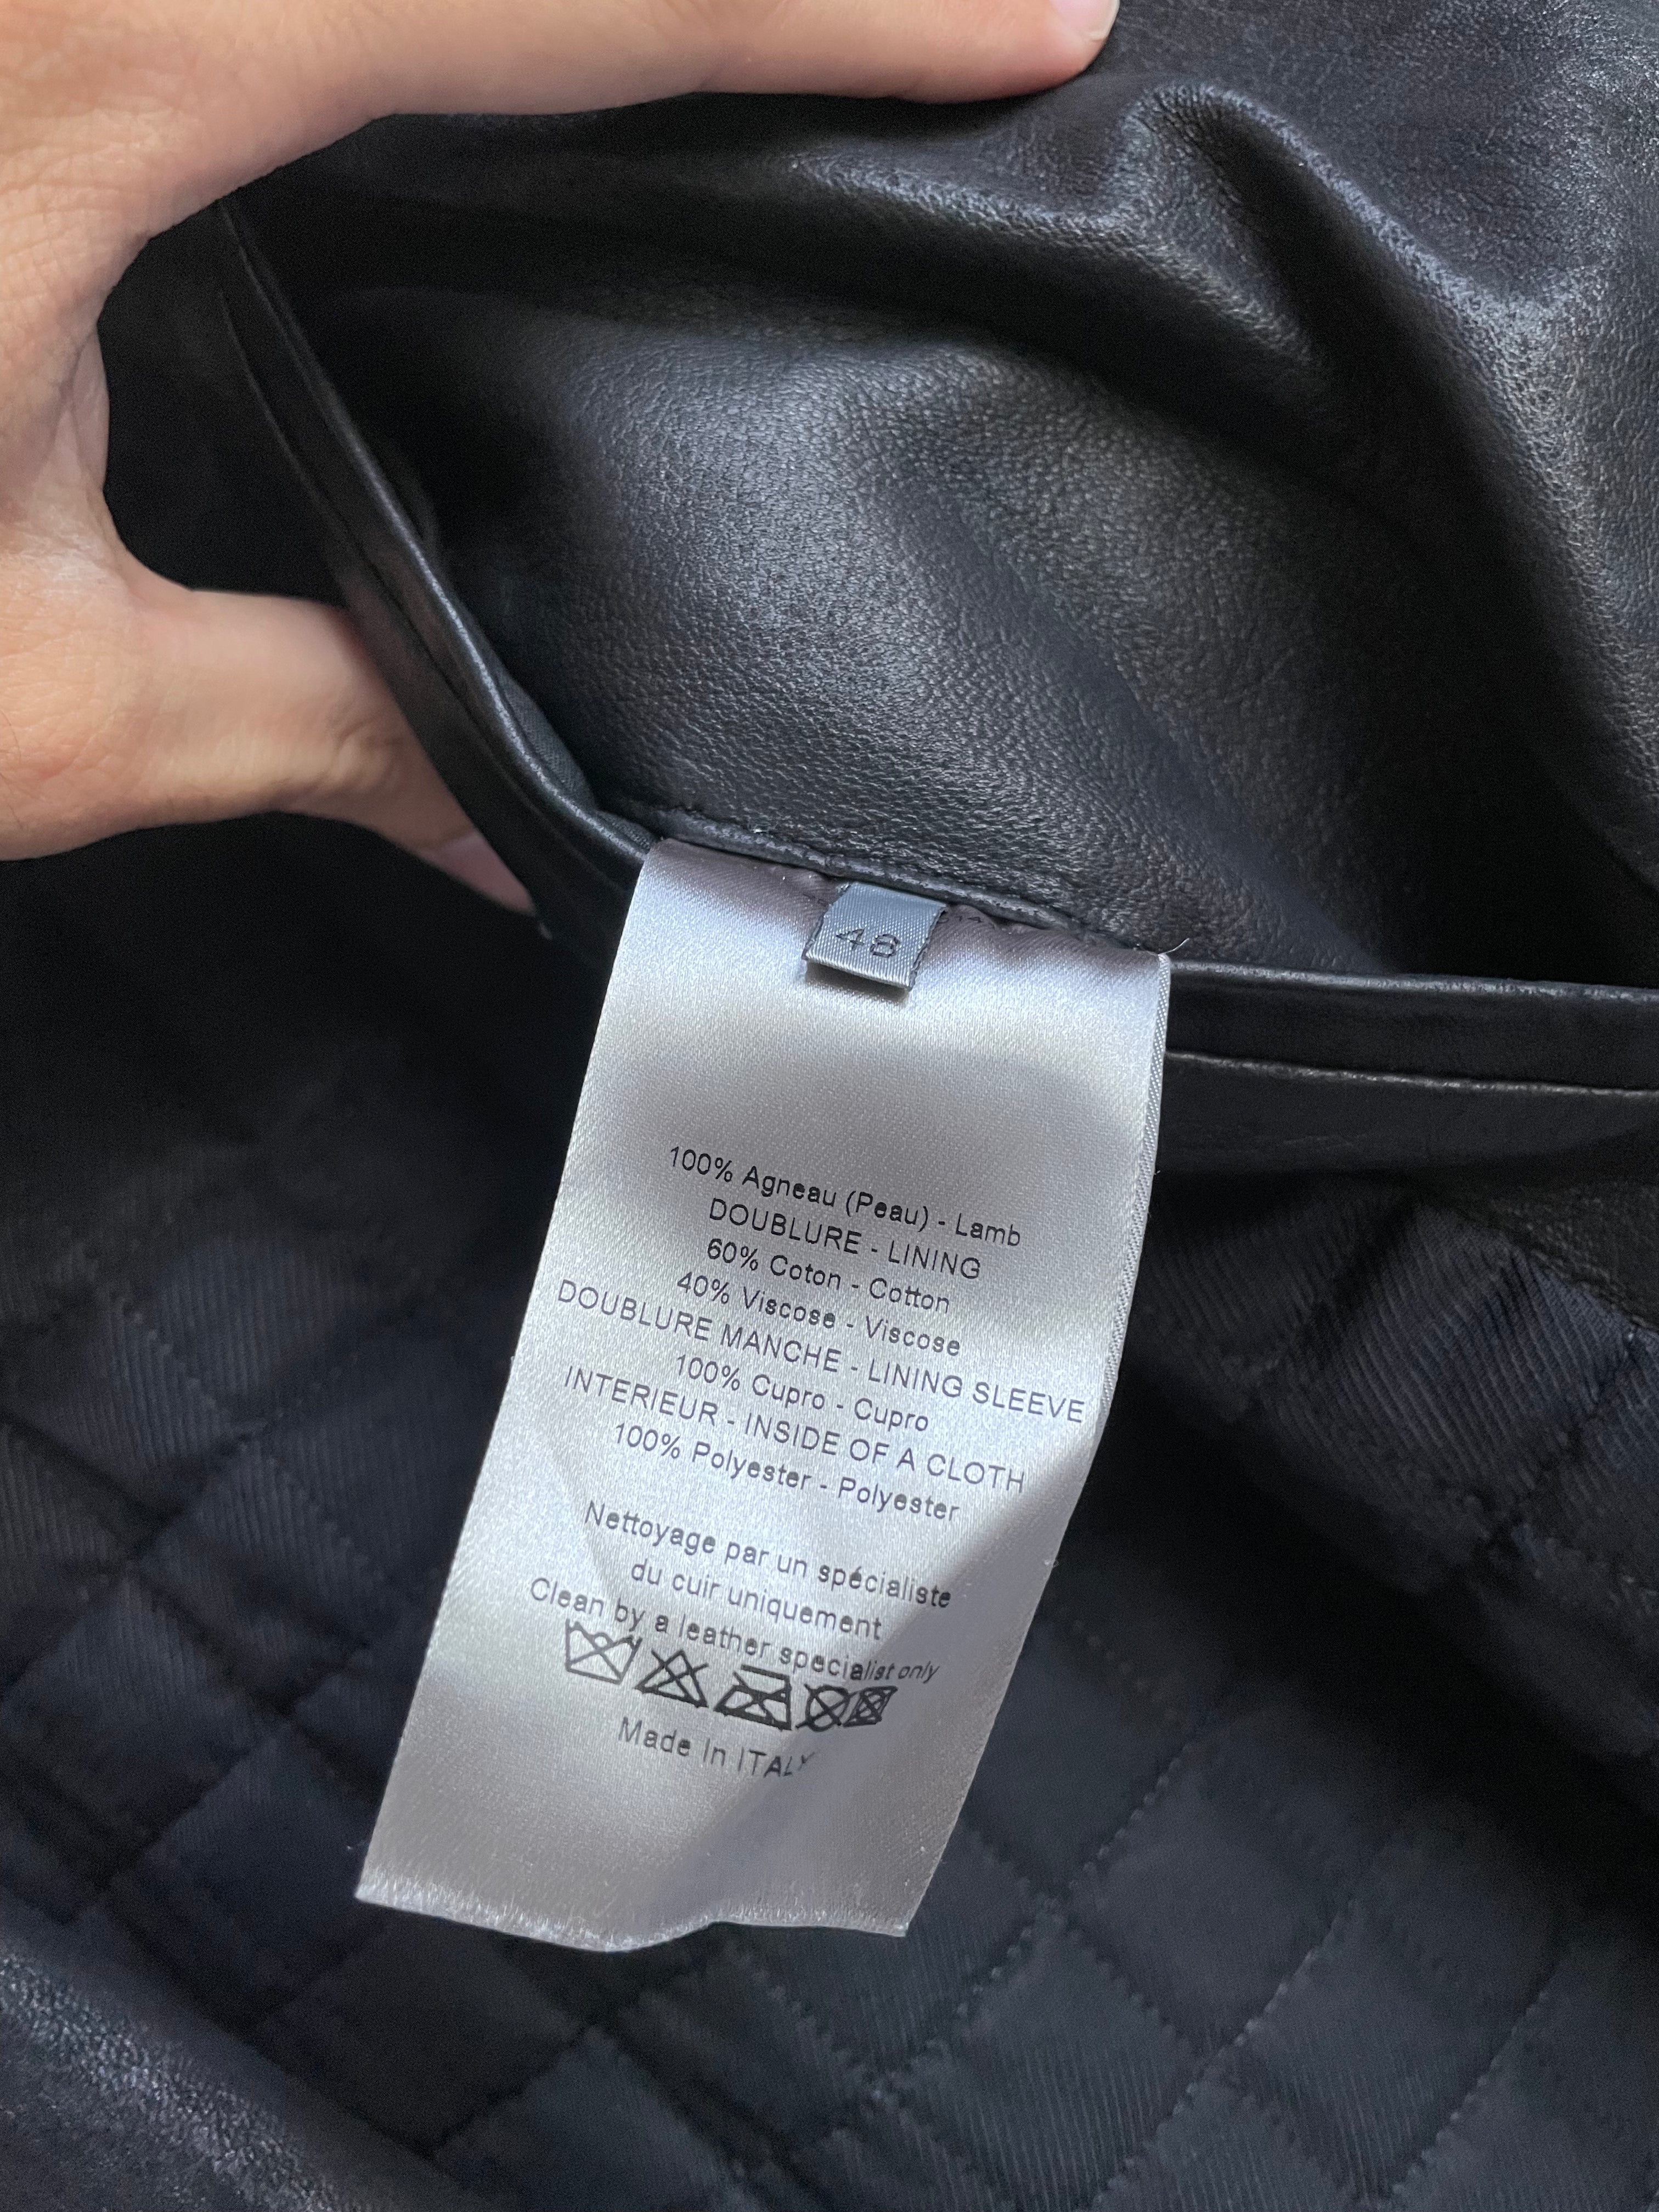 48
100% Agneau (Peau) - Lamb
DOUBLURE - LINING
60% Coton - Cotton
40% Viscose - Viscose
DOUBLURE MANCHE - LINING SLEEVE
100% Cupro - Cupro
INTERIEUR - INSIDE OF A CLOTH
100% Polyester - Polyester
Nettoyage par un spécialiste
du cuir uniquement
Clean by a leather specialist only
Made In ITALY